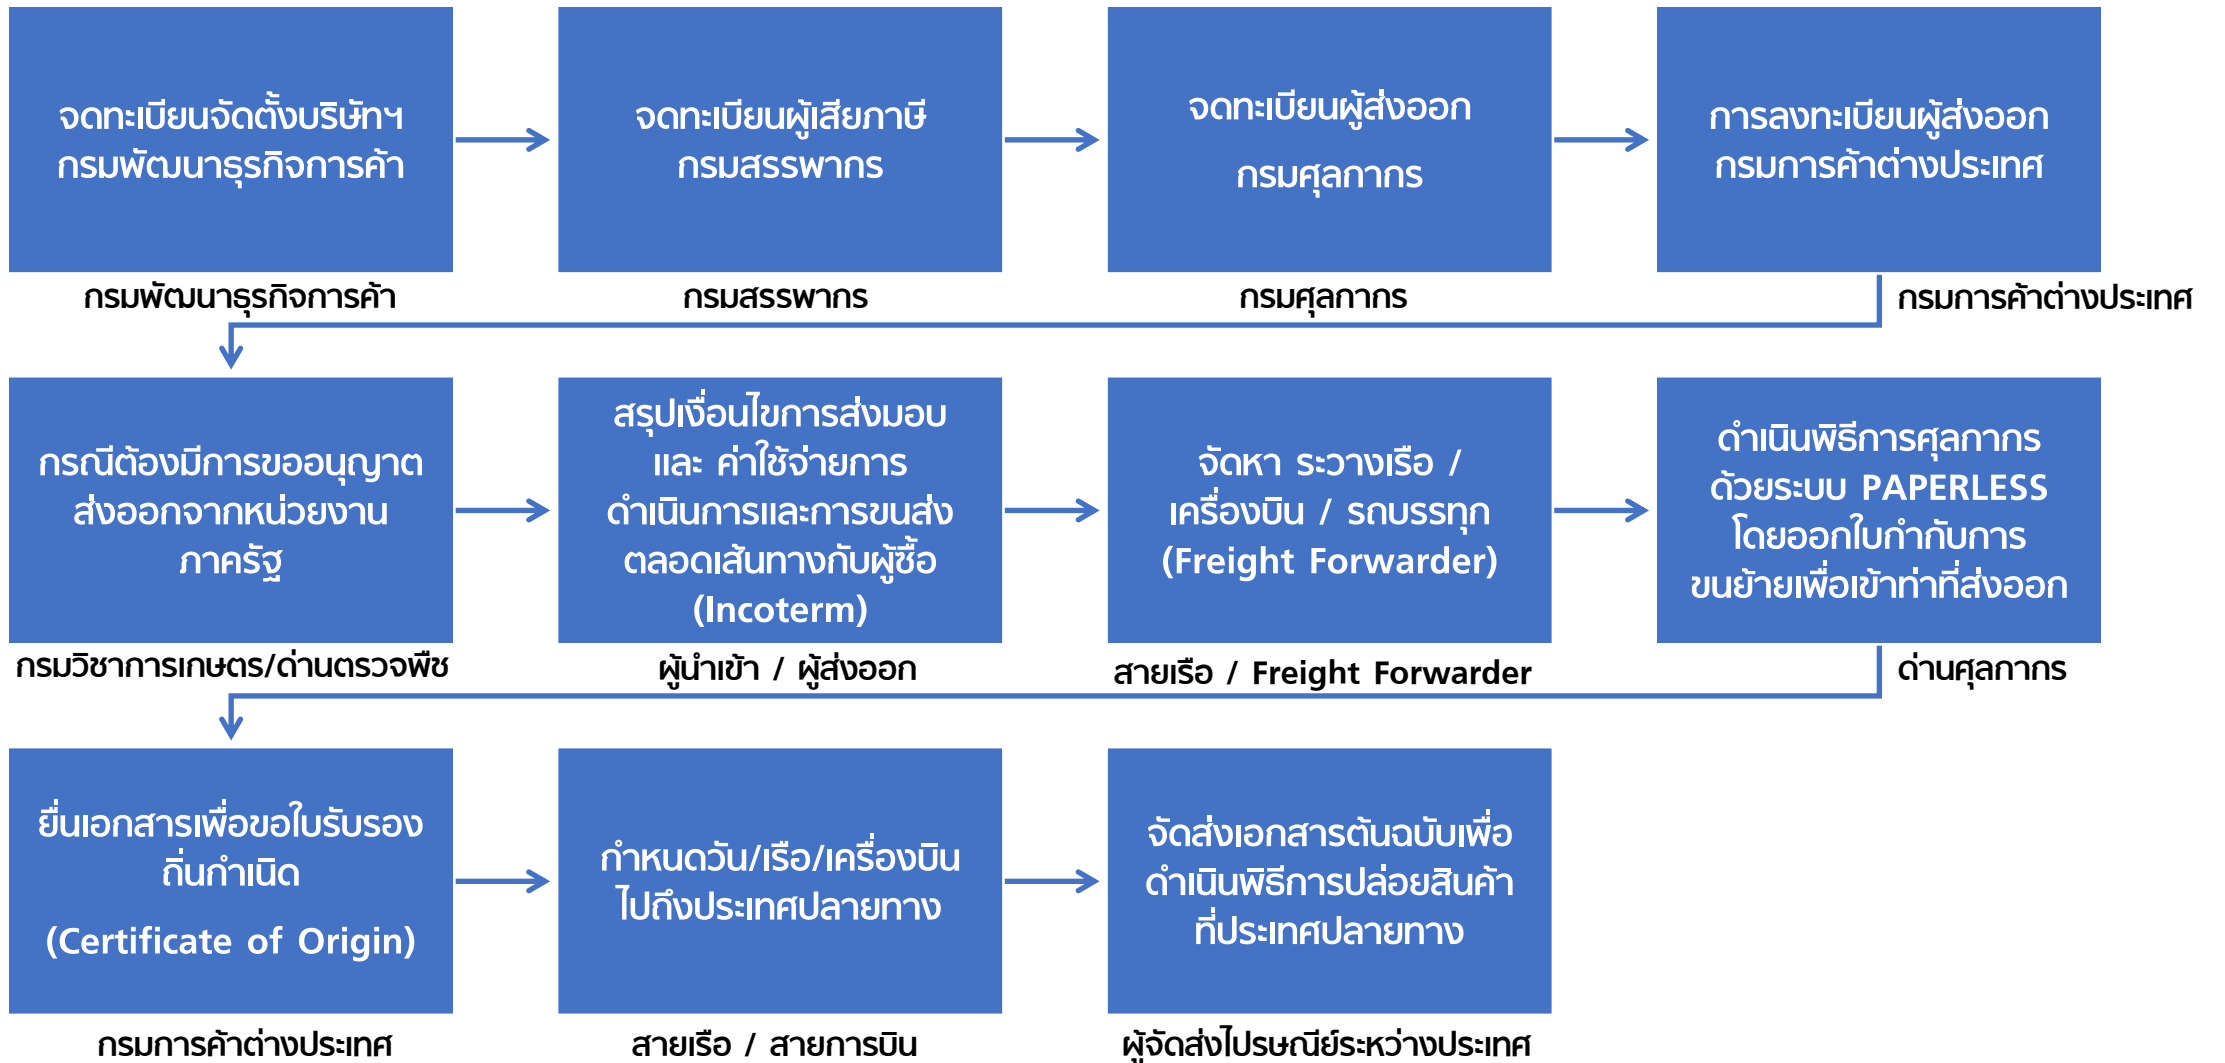 จดทะเบียนจัดตั้งบริษัทฯ
กรมพัฒนาธุรกิจการค้า
กรมพัฒนาธุรกิจการค้า
จดทะเบียนผู้เสียภาษี
กรมสรรพากร
กรมสรรพากร
จดทะเบียนผู้ส่งออก
กรมศุลกากร
กรมศุลกากร
การลงทะเบียนผู้ส่งออก
กรมการค้าต่างประเทศ
กรมการค้าต่างประเทศ
กรณีต้องมีการขออนุญาต
ส่งออกจากหน่วยงาน
ภาครัฐ
กรมวิชาการเกษตร/ด่านตรวจพืช
สรุปเงื่อนไขการส่งมอบ
และ ค่าใช้จ่ายการ
ดำเนินการและการขนส่ง
ตลอดเส้นทางกับผู้ซื้อ
(Incoterm)
ผู้นำเข้า / ผู้ส่งออก
จัดหา ระวางเรือ /
เครื่องบิน / รถบรรทุก
(Freight Forwarder)
สายเรือ / Freight Forwarder
ดำเนินพิธีการศุลกากร
ด้วยระบบ PAPERLESS
โดยออกใบกำกับการ
ขนย้ายเพื่อเข้าท่าที่ส่งออก
ด่านศุลกากร
ยื่นเอกสารเพื่อขอใบรับรอง
ถิ่นกำเนิด
(Certificate of Origin)
กรมการค้าต่างประเทศ
กำหนดวัน/เรือ/เครื่องบิน
ไปถึงประเทศปลายทาง
สายเรือ / สายการบิน
จัดส่งเอกสารต้นฉบับเพื่อ
ดำเนินพิธีการปล่อยสินค้า
ที่ประเทศปลายทาง
ผู้จัดส่งไปรษณีย์ระหว่างประเทศ